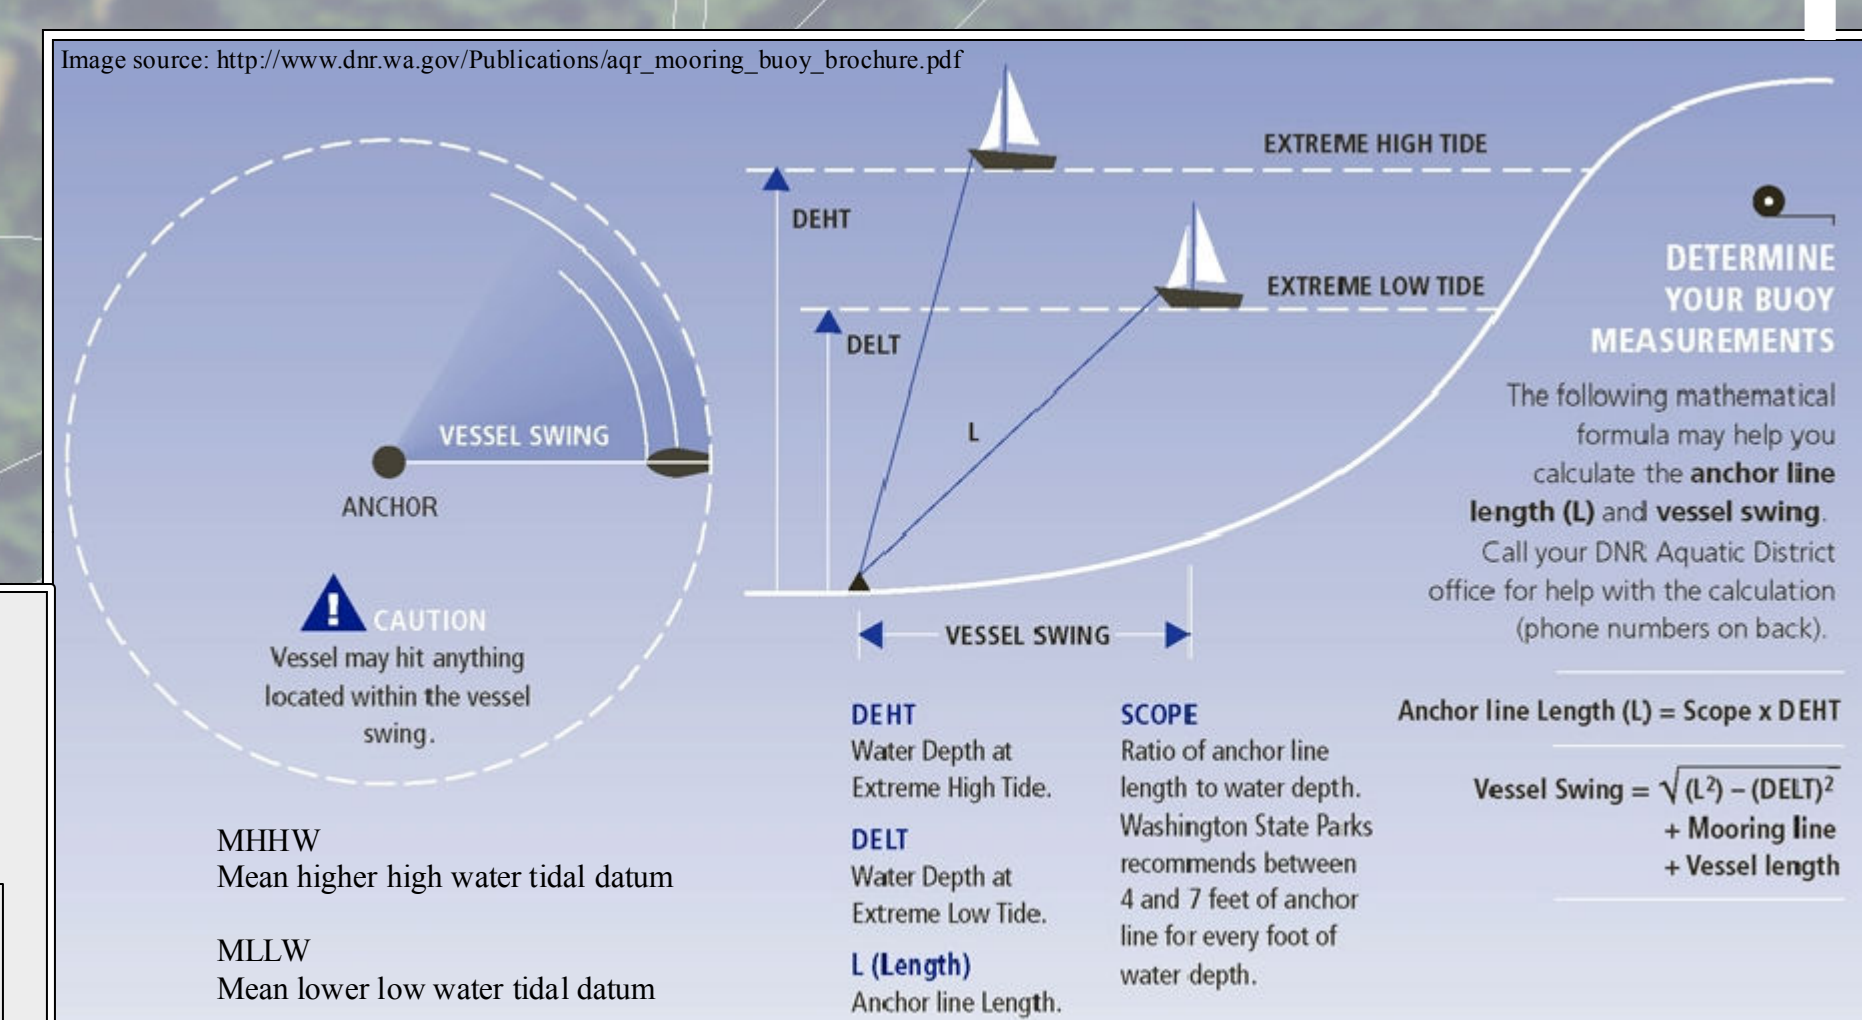 Image source: http://www.dnr.wa.gov/Publications/aqr_mooring_buoy_brochure.pdf
VESSEL SWING
ANCHOR
!
CAUTION
Vessel may hit anything
located within the vessel
swing.
MHHW
Mean higher high water tidal datum
MLLW
Mean lower low water tidal datum
EXTREME HIGH TIDE
DEHT
EXTREME LOW TIDE
DELT
L
VESSEL SWING
DEHT
Water Depth at
Extreme High Tide.
DELT
Water Depth at
Extreme Low Tide.
L (Length)
Anchor line Length.
SCOPE
Ratio of anchor line
length to water depth.
Washington State Parks
recommends between
4 and 7 feet of anchor
line for every foot of
water depth.
DETERMINE
YOUR BUOY
MEASUREMENTS
The following mathematical
formula may help you
calculate the anchor line
length (L) and vessel swing.
Call your DNR Aquatic District
office for help with the calculation
(phone numbers on back).
Anchor line Length (L) = Scope x DEHT
Vessel Swing = √(L²) – (DELT)²
+ Mooring line
+ Vessel length